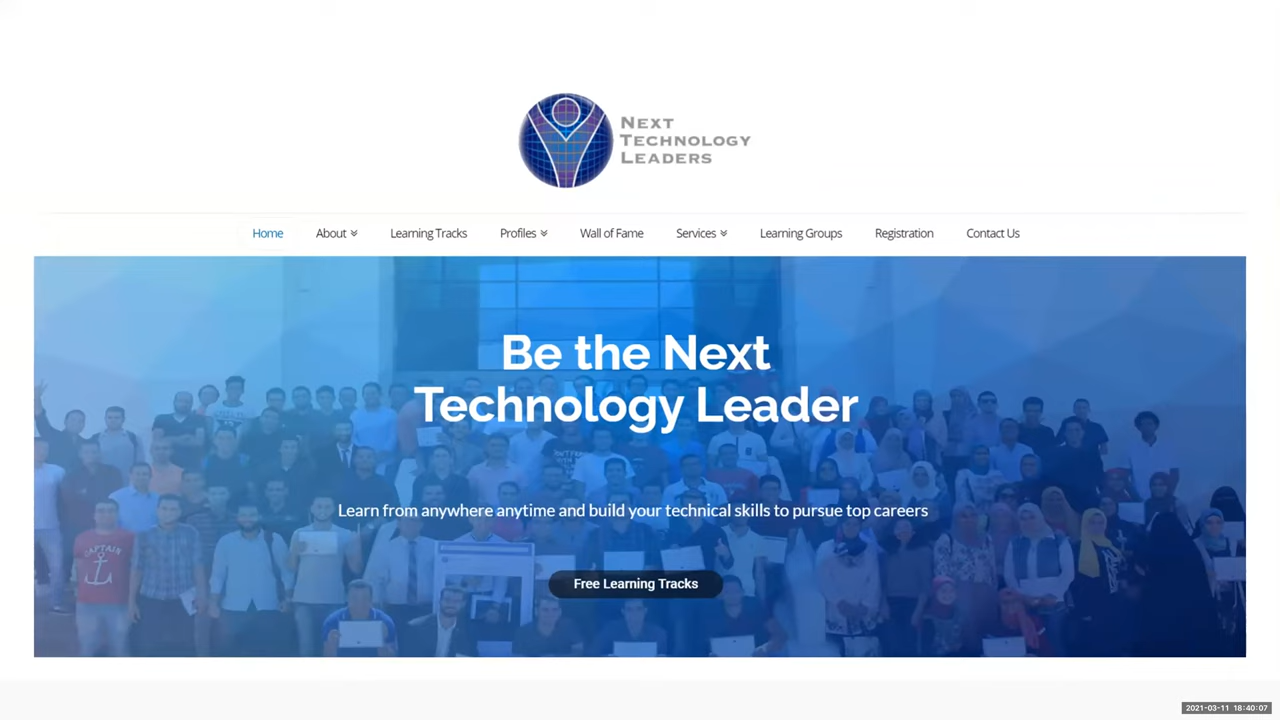 NEXT
TECHNOLOGY
LEADERS
Home About Learning Tracks Profiles Wall of Fame Services Learning Groups Registration Contact Us
Be the Next
Technology Leader
Learn from anywhere anytime and build your technical skills to pursue top careers
Free Learning Tracks
CAPTAIN
2021-03-11 18:40:07